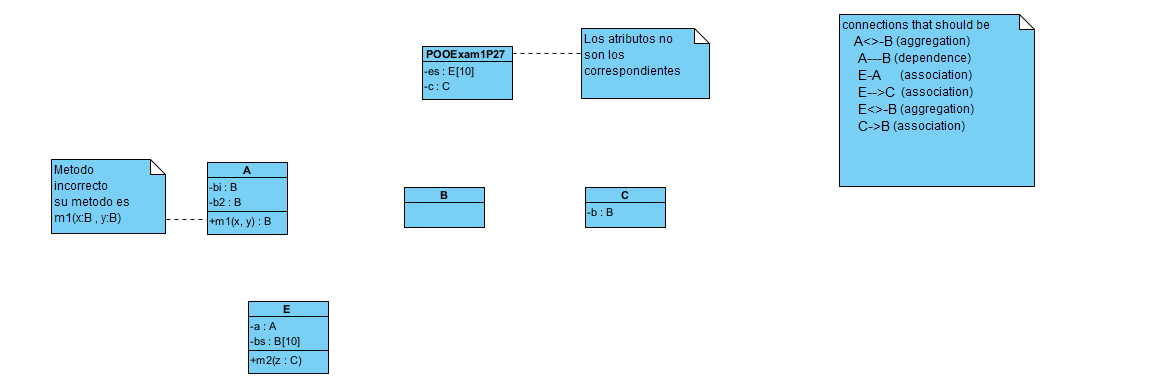 POOExam1P27
-es : E[10]
-c : C
Los atributos no
son los
correspondientes
connections that should be
A<>-B (aggregation)
A---B (dependence)
E-A (association)
E-->C (association)
E<>-B (aggregation)
C->B (association)
Metodo
incorrecto
su metodo es
m1(x:B , y:B)
A
-bi : B
-b2 : B
+m1(x, y) : B
B
C
-b : B
E
-a : A
-bs : B[10]
+m2(z : C)